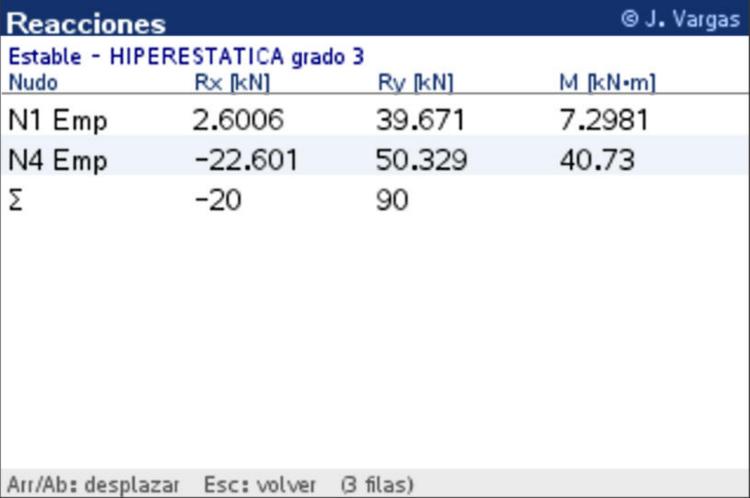 Reacciones © J. Vargas
Estable - HIPERESTATICA grado 3
Nudo Rx [kN] Ry [kN] M [kN•m]
N1 Emp 2.6006 39.671 7.2981
N4 Emp -22.601 50.329 40.73
Σ -20 90
Arr/Ab: desplazar Esc: volver (3 filas)